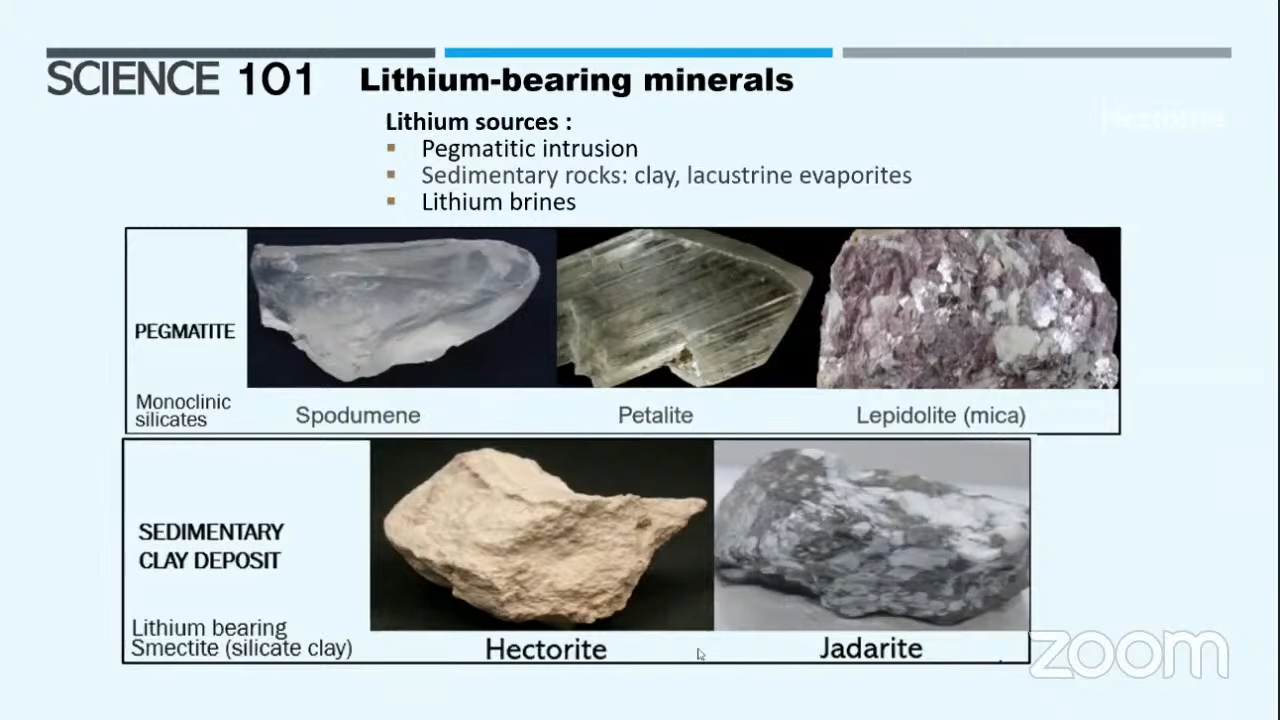 SCIENCE 101
Lithium-bearing minerals
Hectorite
Lithium sources :
Pegmatitic intrusion
Sedimentary rocks: clay, lacustrine evaporites
Lithium brines
PEGMATITE
Monoclinic
silicates
Spodumene
Petalite
Lepidolite (mica)
SEDIMENTARY
CLAY DEPOSIT
Lithium bearing
Smectite (silicate clay)
Hectorite
Jadarite
zoom